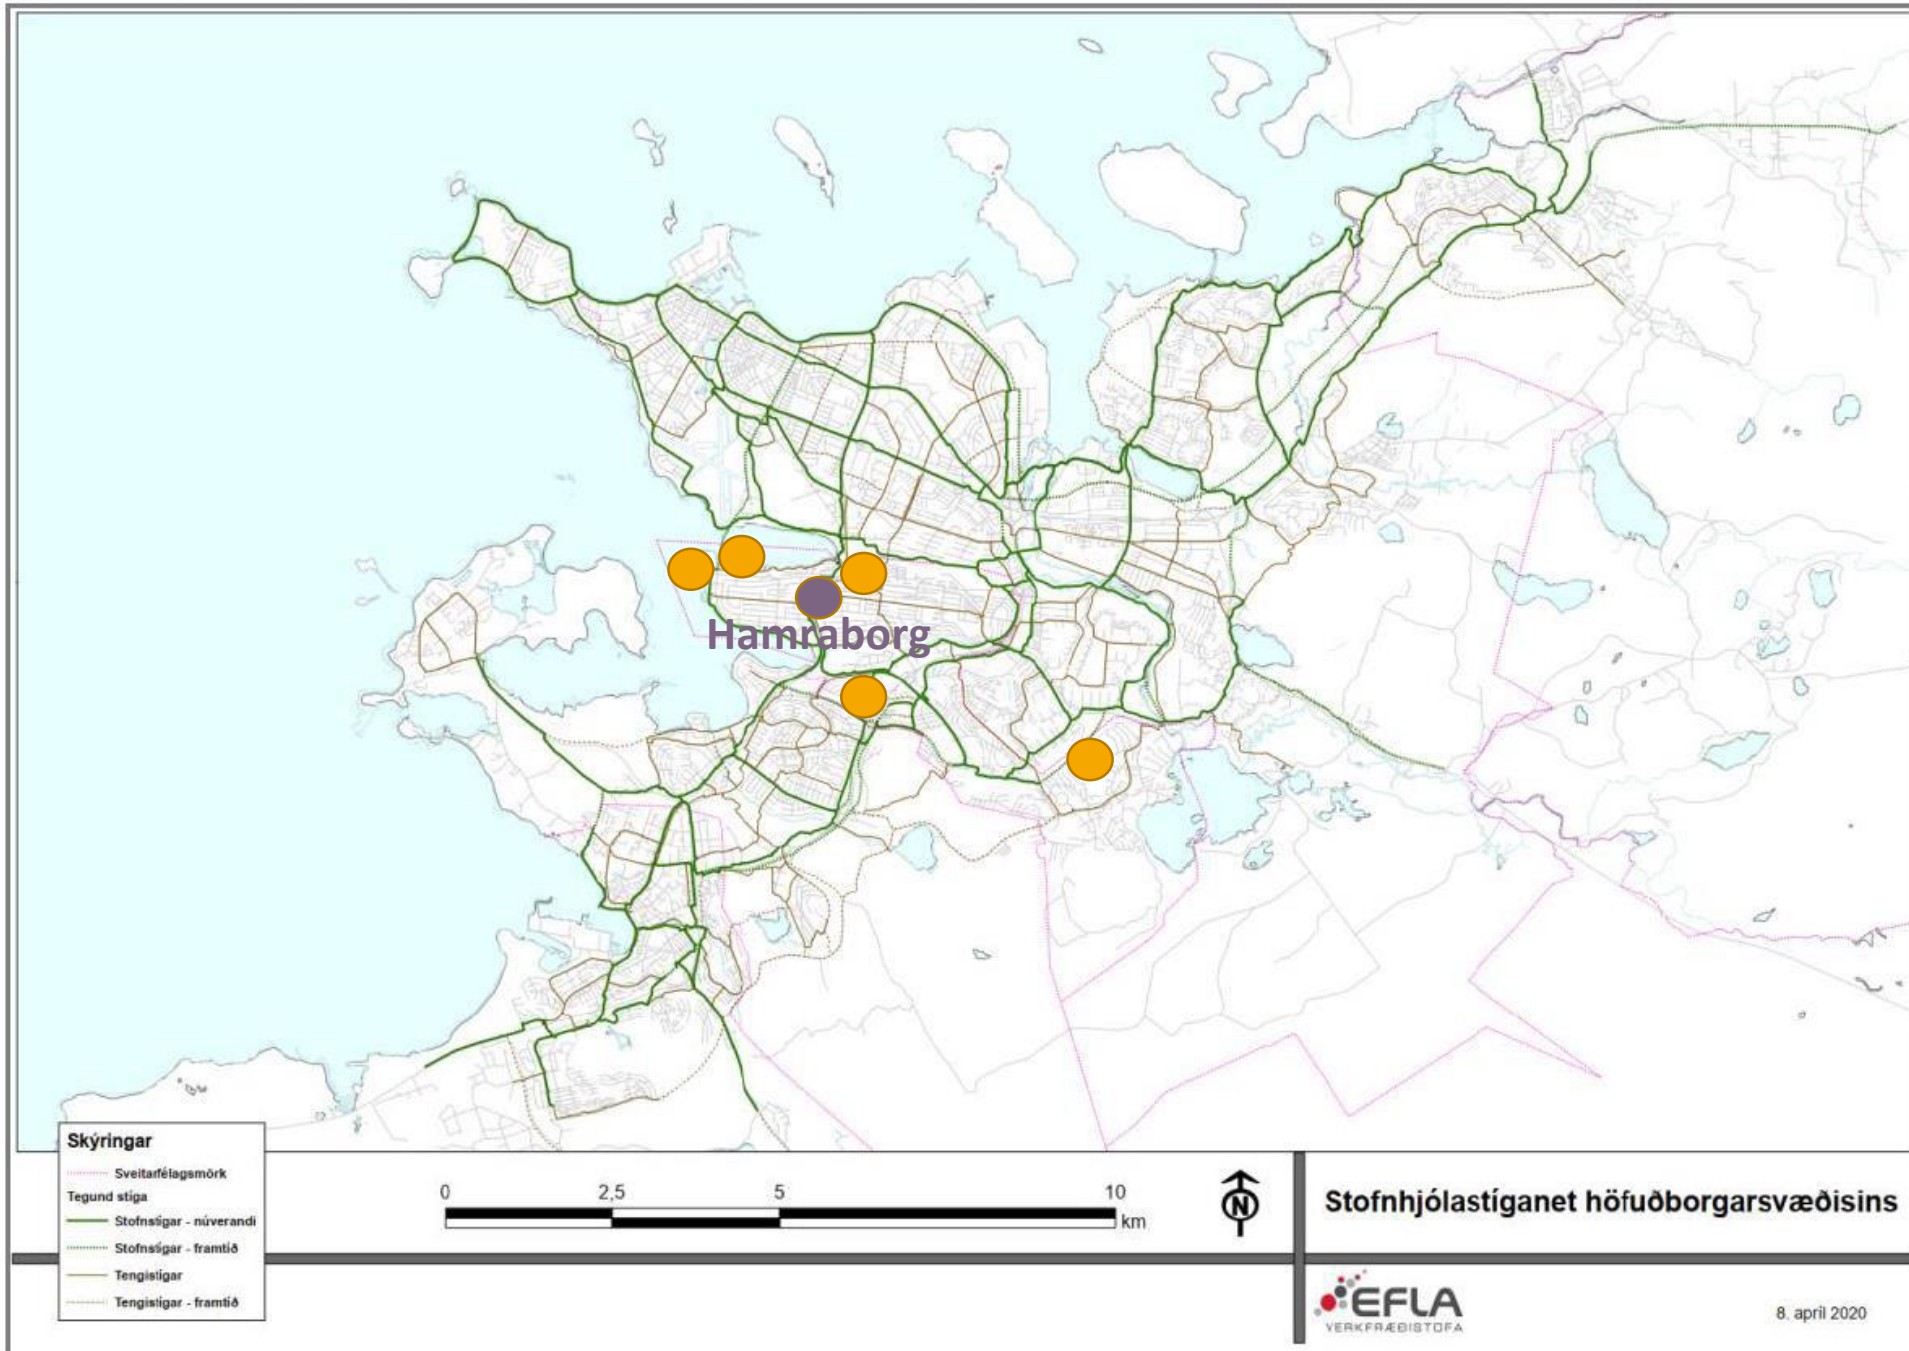 Hamraborg
Skýringar
Sveitarfélagsmörk
Tegund stíga
Stofnstígar - núverandi
Stofnstígar - framtíð
Tengistígar
Tengistígar - framtíð
0 2,5 5 10
km
N
Stofnhjólastíganet höfuðborgarsvæðisins
EFLA
VERKFRÆÐISTOFA
8. apríl 2020